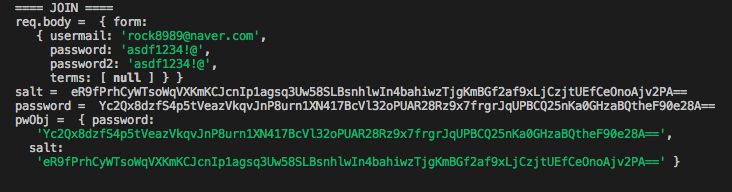 ==== JOIN ====
req.body =  { form:
   { usermail: 'rock8989@naver.com',
     password: 'asdf1234!@',
     password2: 'asdf1234!@',
     terms: [ null ] } }
salt =  eR9fPrhCyWTsoWqVXKmKCJcnIp1agsq3Uw58SLBsnhlwIn4bahiwzTjgKmBGf2af9xLjCzjtUEfCeOnoAjv2PA==
password =  Yc2Qx8dzfS4p5tVeazVkqvJnP8urn1XN417BcVl32oPUAR28Rz9x7frgrJqUPBCQ25nKa0GHzaBQtheF90e28A==
pwObj =  { password:
   'Yc2Qx8dzfS4p5tVeazVkqvJnP8urn1XN417BcVl32oPUAR28Rz9x7frgrJqUPBCQ25nKa0GHzaBQtheF90e28A==',
  salt:
   'eR9fPrhCyWTsoWqVXKmKCJcnIp1agsq3Uw58SLBsnhlwIn4bahiwzTjgKmBGf2af9xLjCzjtUEfCeOnoAjv2PA==' }